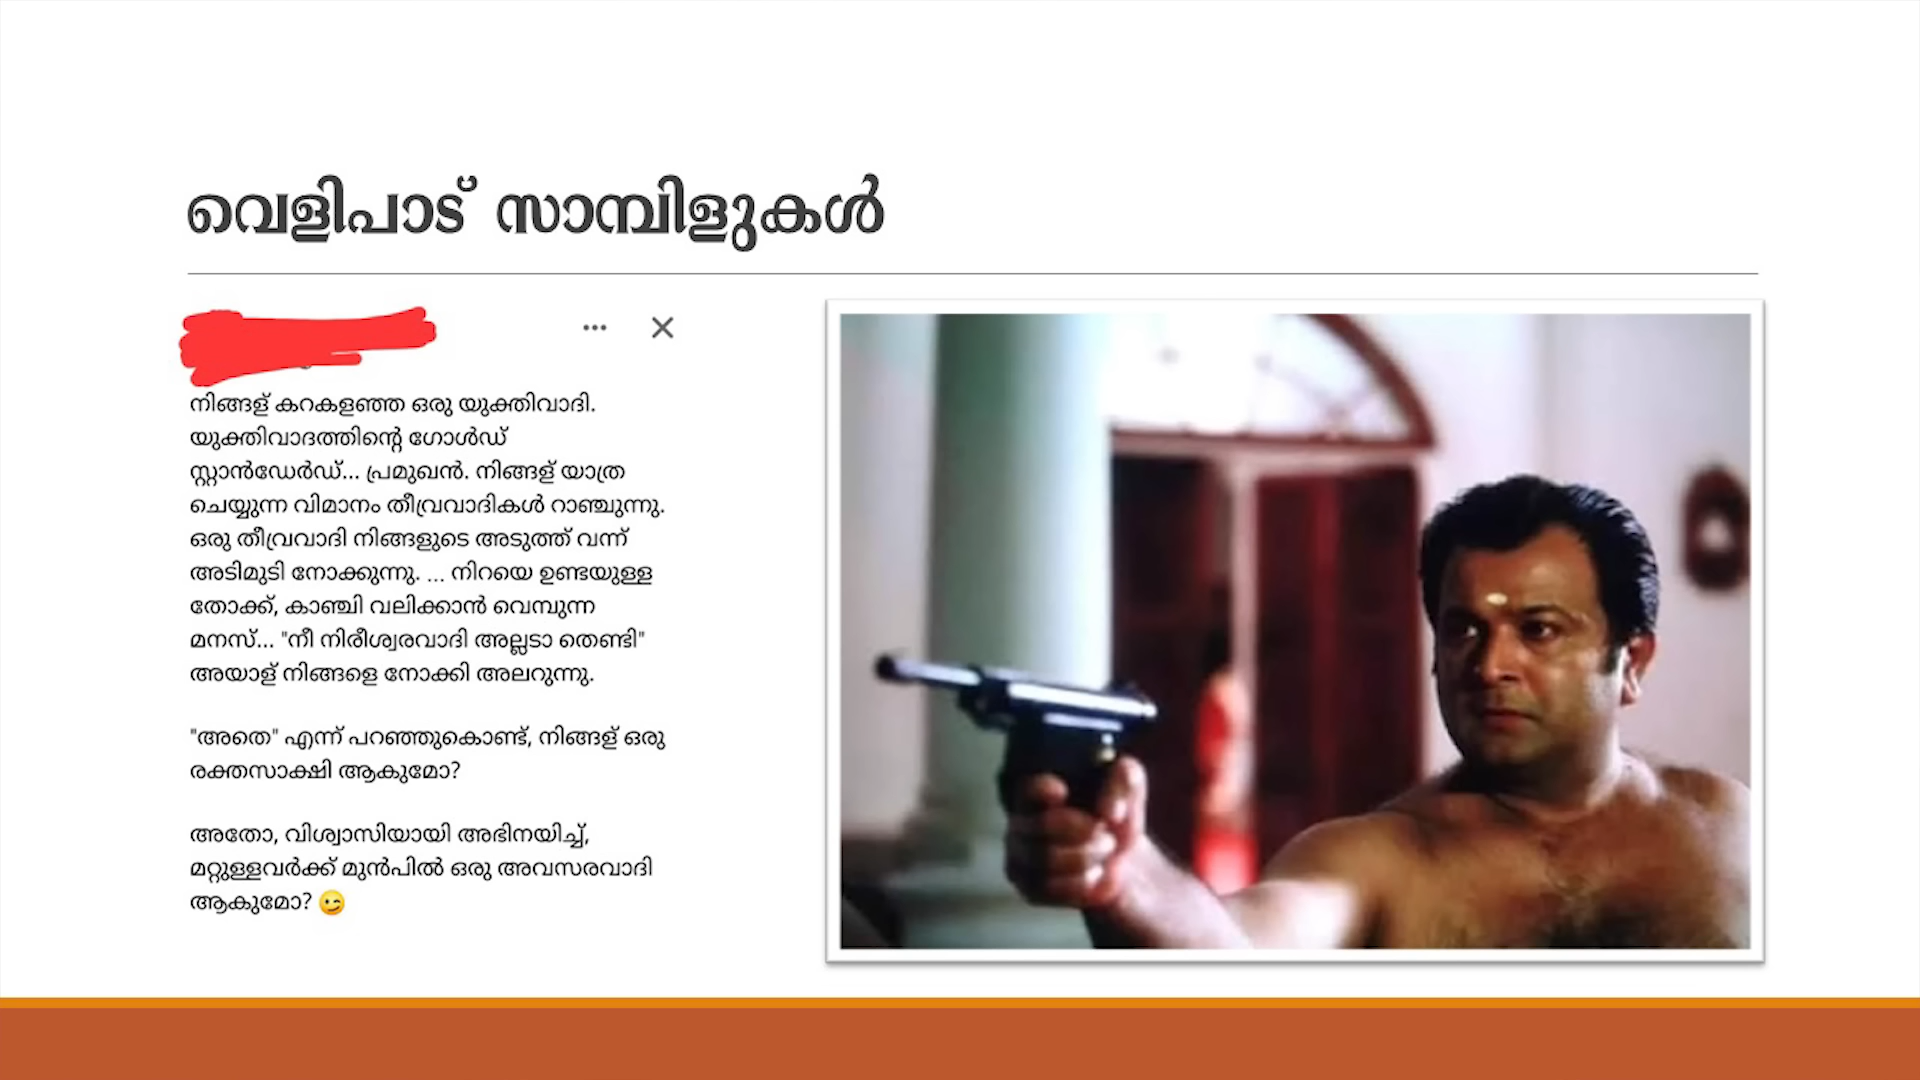 വെളിപാട് സാമ്പിളുകൾ
നിങ്ങള് കറകളഞ്ഞ ഒരു യുക്തിവാദി.
യുക്തിവാദത്തിന്റെ ഗോൾഡ്
സ്റ്റാൻഡേർഡ്... പ്രമുഖൻ. നിങ്ങള് യാത്ര
ചെയ്യുന്ന വിമാനം തീവ്രവാദികൾ റാഞ്ചുന്നു.
ഒരു തീവ്രവാദി നിങ്ങളുടെ അടുത്ത് വന്ന്
അടിമുടി നോക്കുന്നു. ... നിറയെ ഉണ്ടയുള്ള
തോക്ക്, കാഞ്ചി വലിക്കാൻ വെമ്പുന്ന
മനസ്... "നീ നിരീശ്വരവാദി അല്ലടാ തെണ്ടി"
അയാള് നിങ്ങളെ നോക്കി അലറുന്നു.
"അതെ" എന്ന് പറഞ്ഞുകൊണ്ട്, നിങ്ങള് ഒരു
രക്തസാക്ഷി ആകുമോ?
അതോ, വിശ്വാസിയായി അഭിനയിച്ച്,
മറ്റുള്ളവർക്ക് മുൻപിൽ ഒരു അവസരവാദി
ആകുമോ? 😉